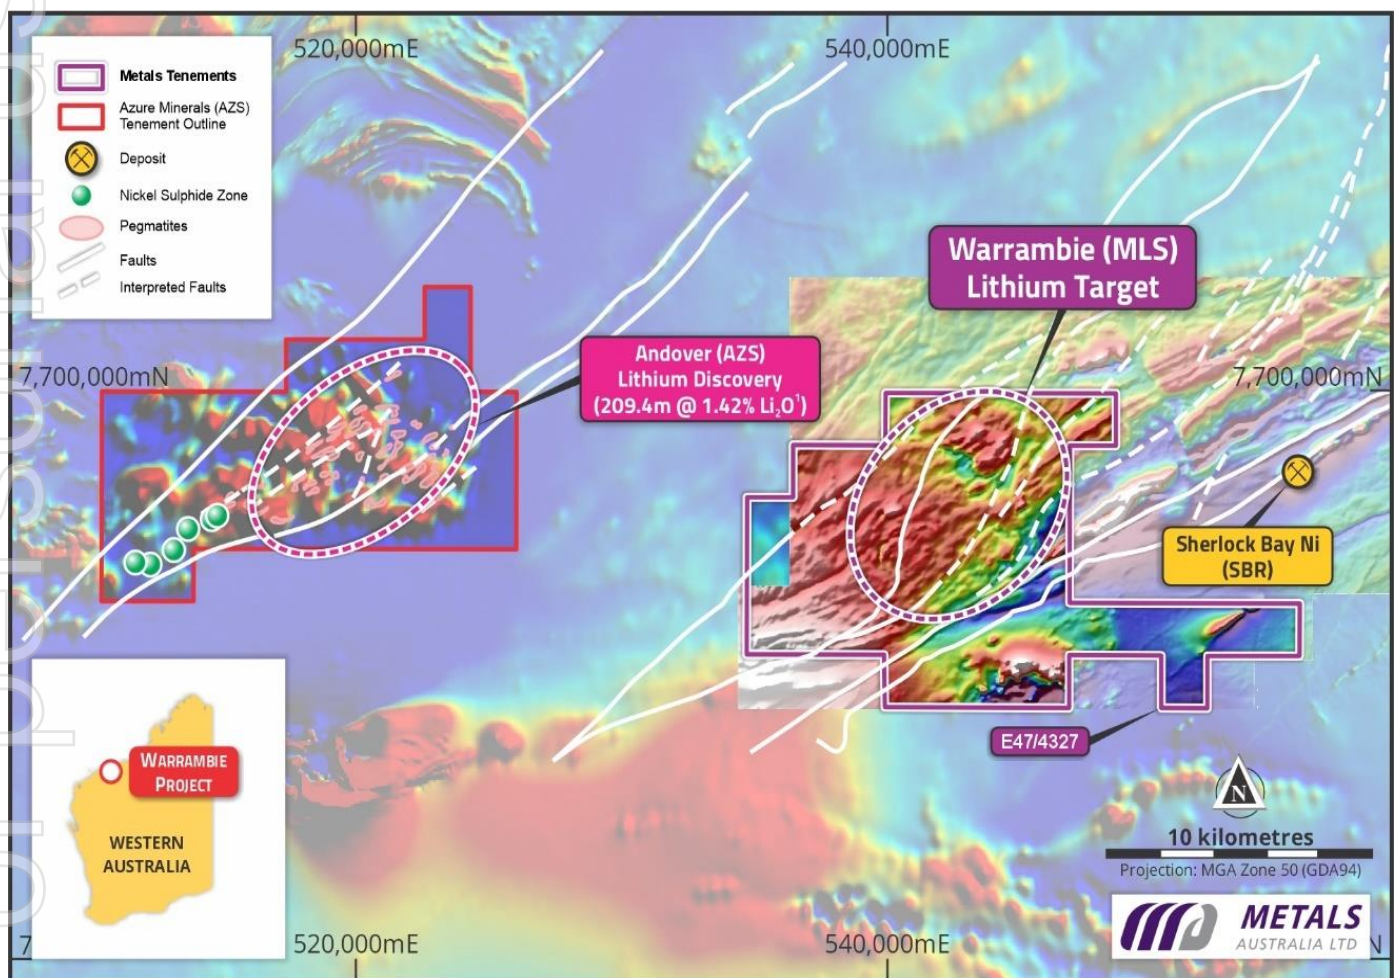 520,000mE
540,000mE
Metals Tenements
Azure Minerals (AZS)
Tenement Outline
Deposit
Nickel Sulphide Zone
Pegmatites
Faults
Interpreted Faults
Warrambie (MLS)
Lithium Target
7,700,000mN
Andover (AZS)
Lithium Discovery
(209.4m @ 1.42% Li₂O¹)
7,700,000mN
Sherlock Bay Ni
(SBR)
E47/4327
WARRAMBIE
PROJECT
WESTERN
AUSTRALIA
N
10 kilometres
Projection: MGA Zone 50 (GDA94)
520,000mE
540,000mE
METALS
AUSTRALIA LTD